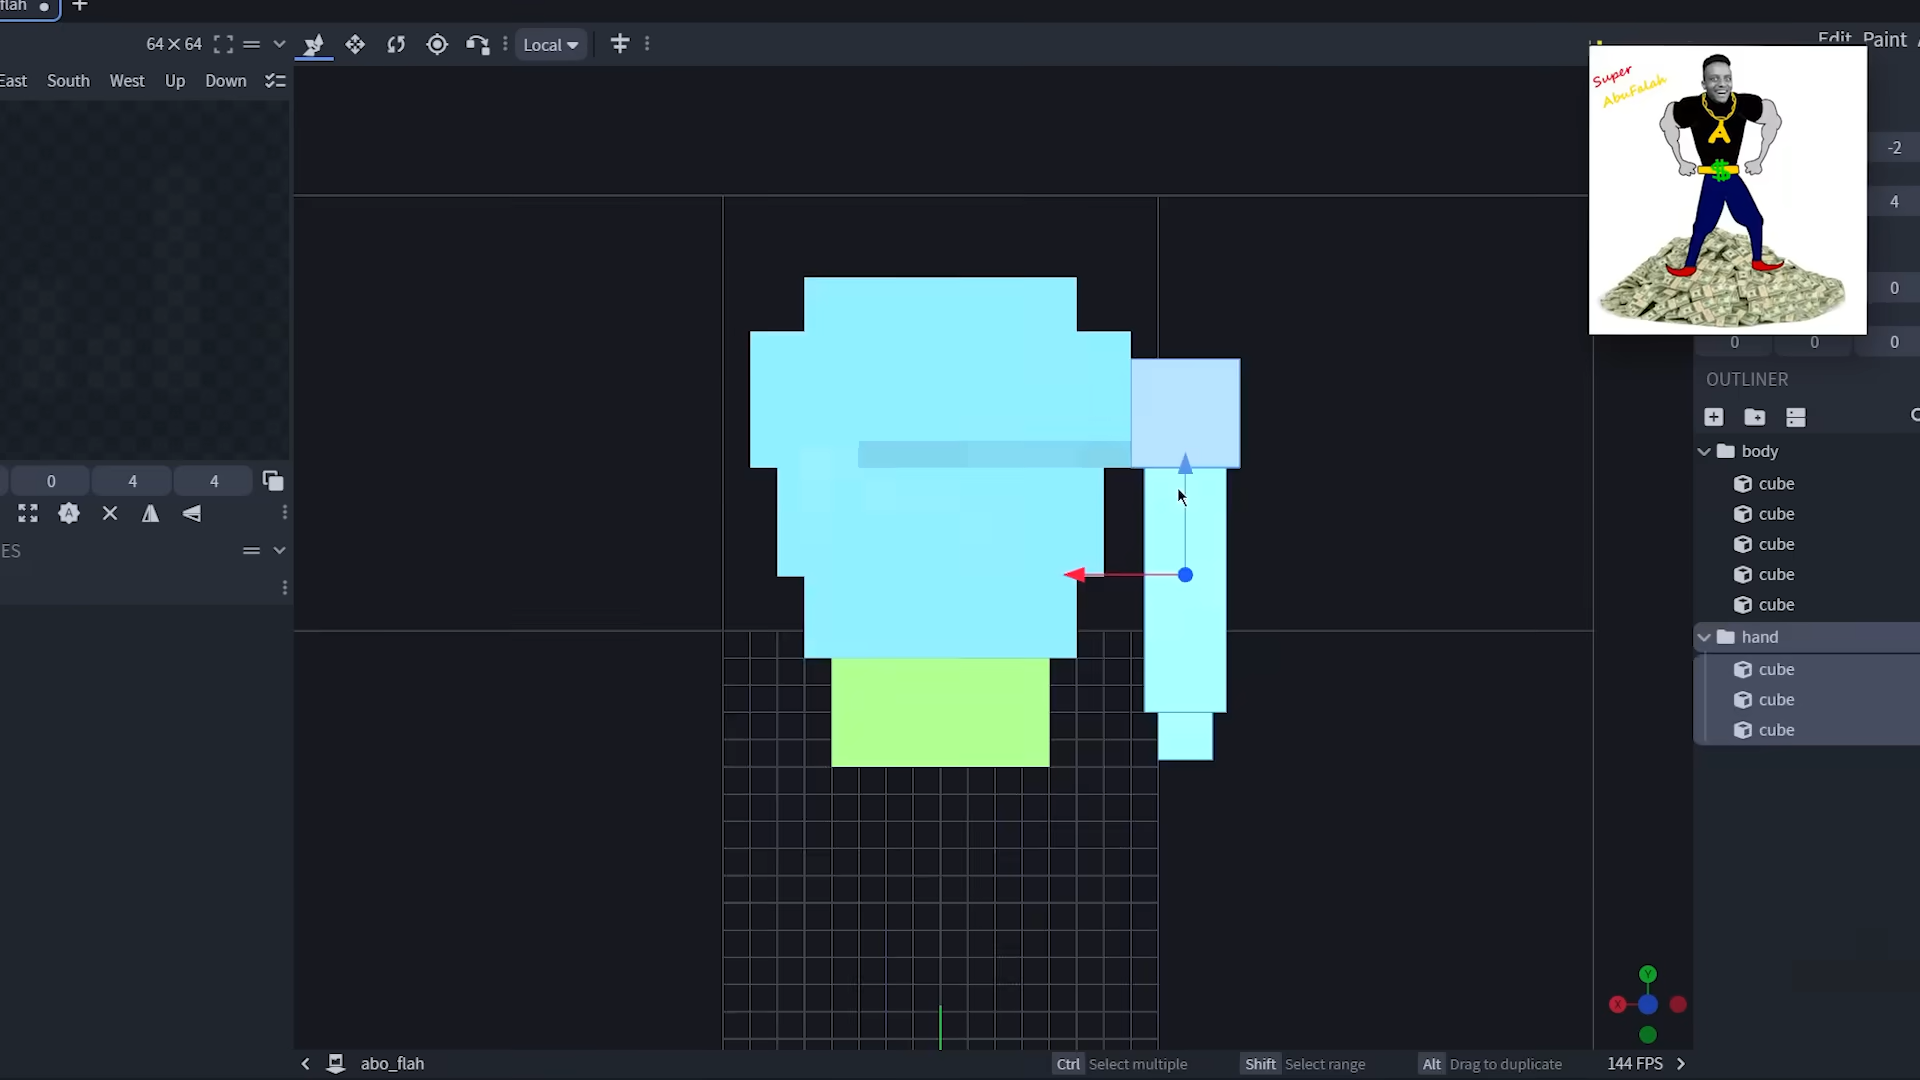 flah
64×64
Local
Edit Paint
East South West Up Down
Super
AbuFalah
A
$
-2
4
0
0 0 0
OUTLINER
body
cube
cube
cube
cube
cube
hand
cube
cube
cube
0 4 4
A
ES
Y
X
abo_flah
Ctrl Select multiple
Shift Select range
Alt Drag to duplicate
144 FPS